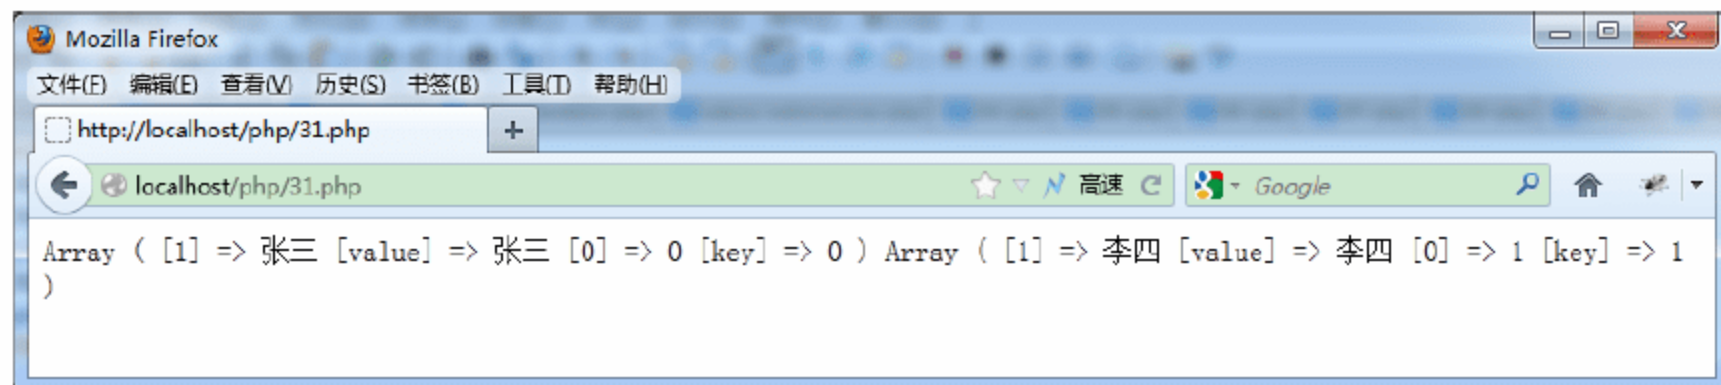 Mozilla Firefox
文件(F) 编辑(E) 查看(V) 历史(S) 书签(B) 工具(T) 帮助(H)
http://localhost/php/31.php
localhost/php/31.php 高速 Google
Array ( [1] => 张三 [value] => 张三 [0] => 0 [key] => 0 ) Array ( [1] => 李四 [value] => 李四 [0] => 1 [key] => 1
)